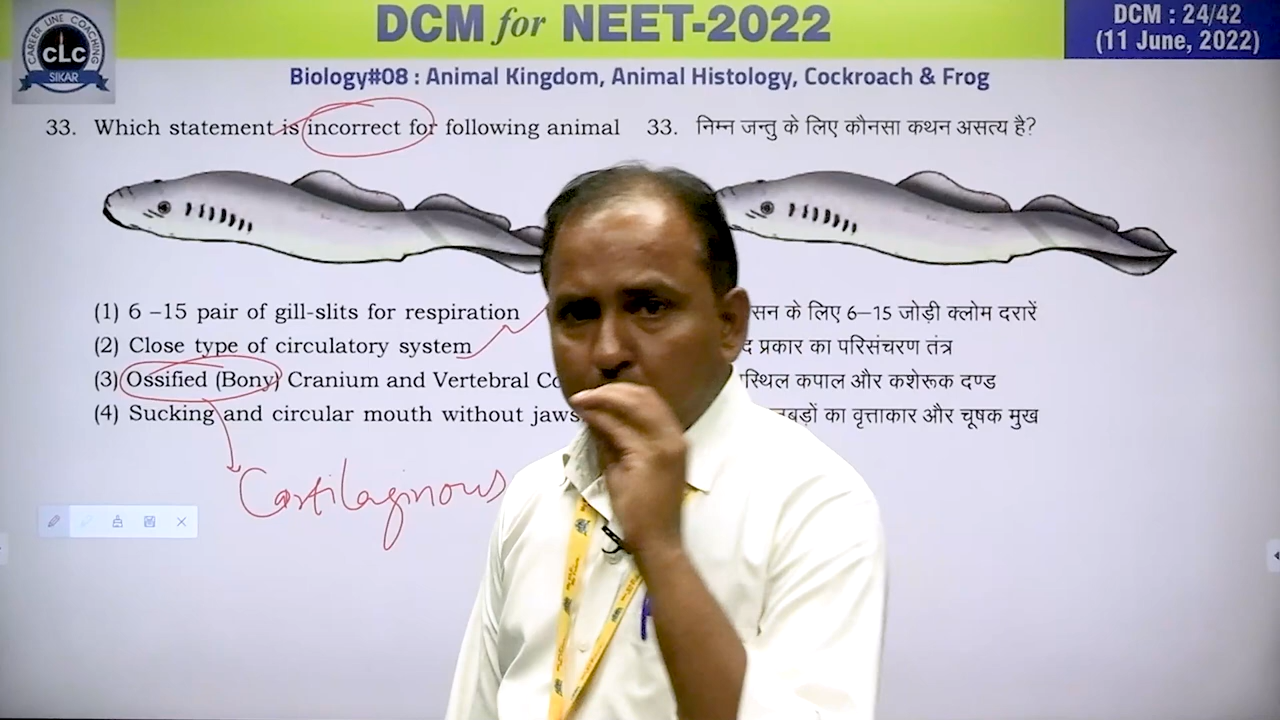 CAREER LINE COACHING
CLC
SIKAR
DCM for NEET-2022
DCM : 24/42
(11 June, 2022)
Biology#08 : Animal Kingdom, Animal Histology, Cockroach & Frog
33. Which statement is incorrect for following animal
(1) 6 –15 pair of gill-slits for respiration
(2) Close type of circulatory system
(3) Ossified (Bony) Cranium and Vertebral
(4) Sucking and circular mouth without jaws
Cartilaginous
33. निम्न जन्तु के लिए कौनसा कथन असत्य है?
के लिए 6–15 जोड़ी क्लोम दरारें
प्रकार का परिसंचरण तंत्र
कपाल और कशेरूक दण्ड
का वृत्ताकार और चूषक मुख